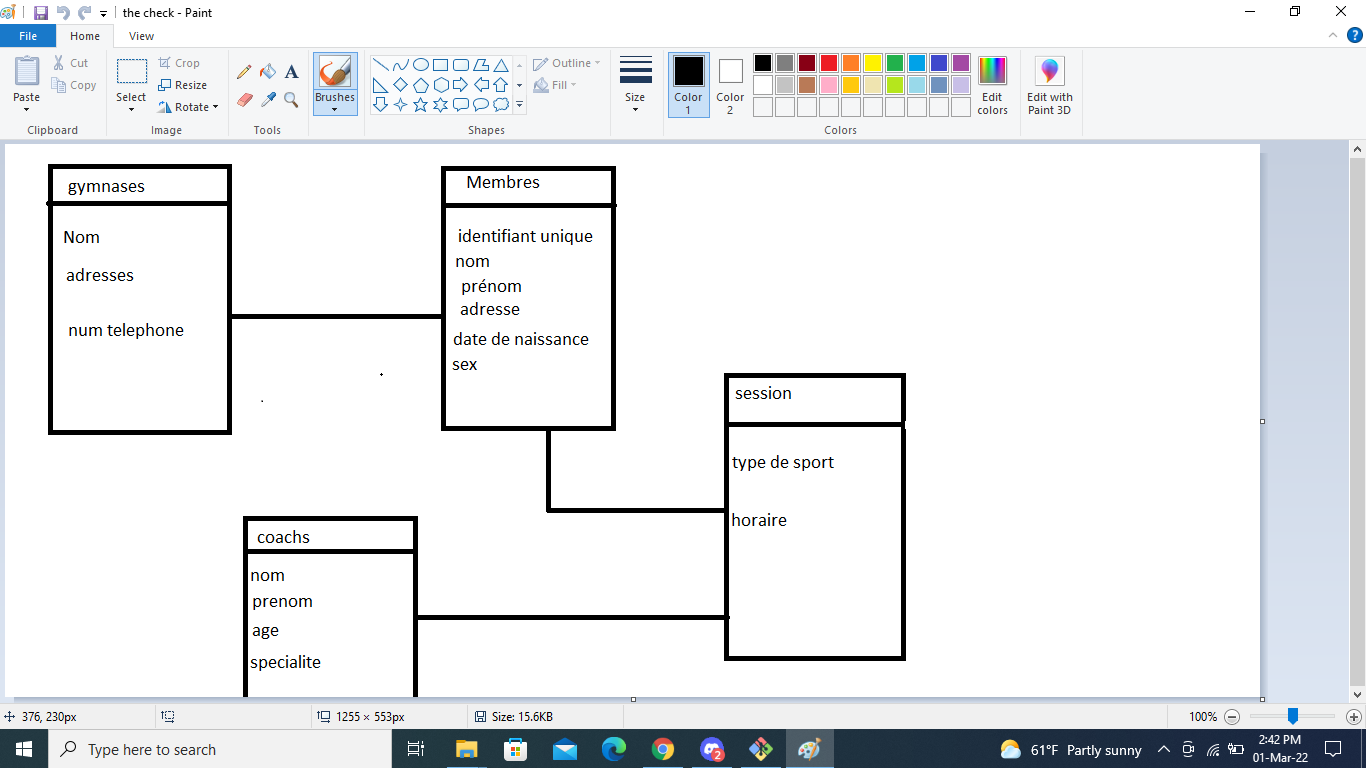 the check - Paint
File Home View
Paste
Cut
Copy
Clipboard
Select
Crop
Resize
Rotate
Image
A
Tools
Brushes
Shapes
Outline
Fill
Size
Color 1
Color 2
Colors
Edit colors
Edit with Paint 3D
gymnases
Nom
adresses
num telephone
Membres
identifiant unique
nom
prénom
adresse
date de naissance
sex
session
type de sport
horaire
coachs
nom
prenom
age
specialite
376, 230px
1255 × 553px
Size: 15.6KB
100%
Type here to search
2
61°F Partly sunny
2:42 PM
01-Mar-22